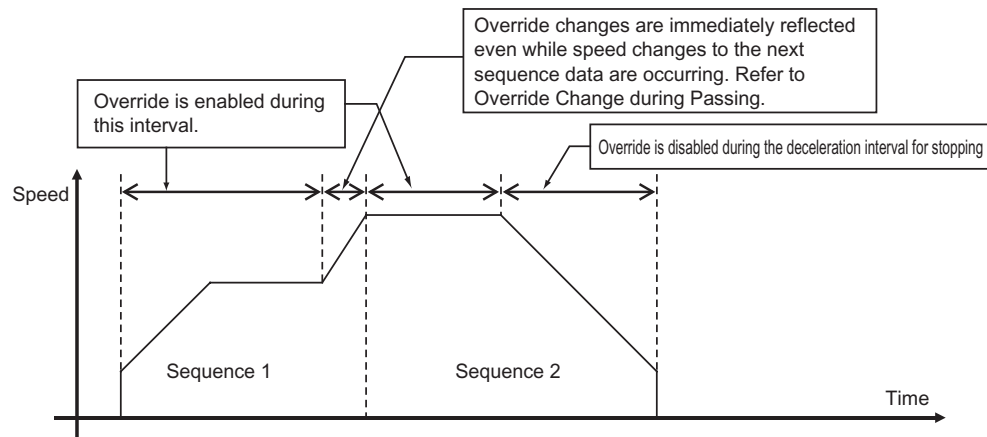 Override changes are immediately reflected
even while speed changes to the next
sequence data are occurring. Refer to
Override Change during Passing.
Override is enabled during
this interval.
Override is disabled during the deceleration interval for stopping
Speed
Sequence 1
Sequence 2
Time